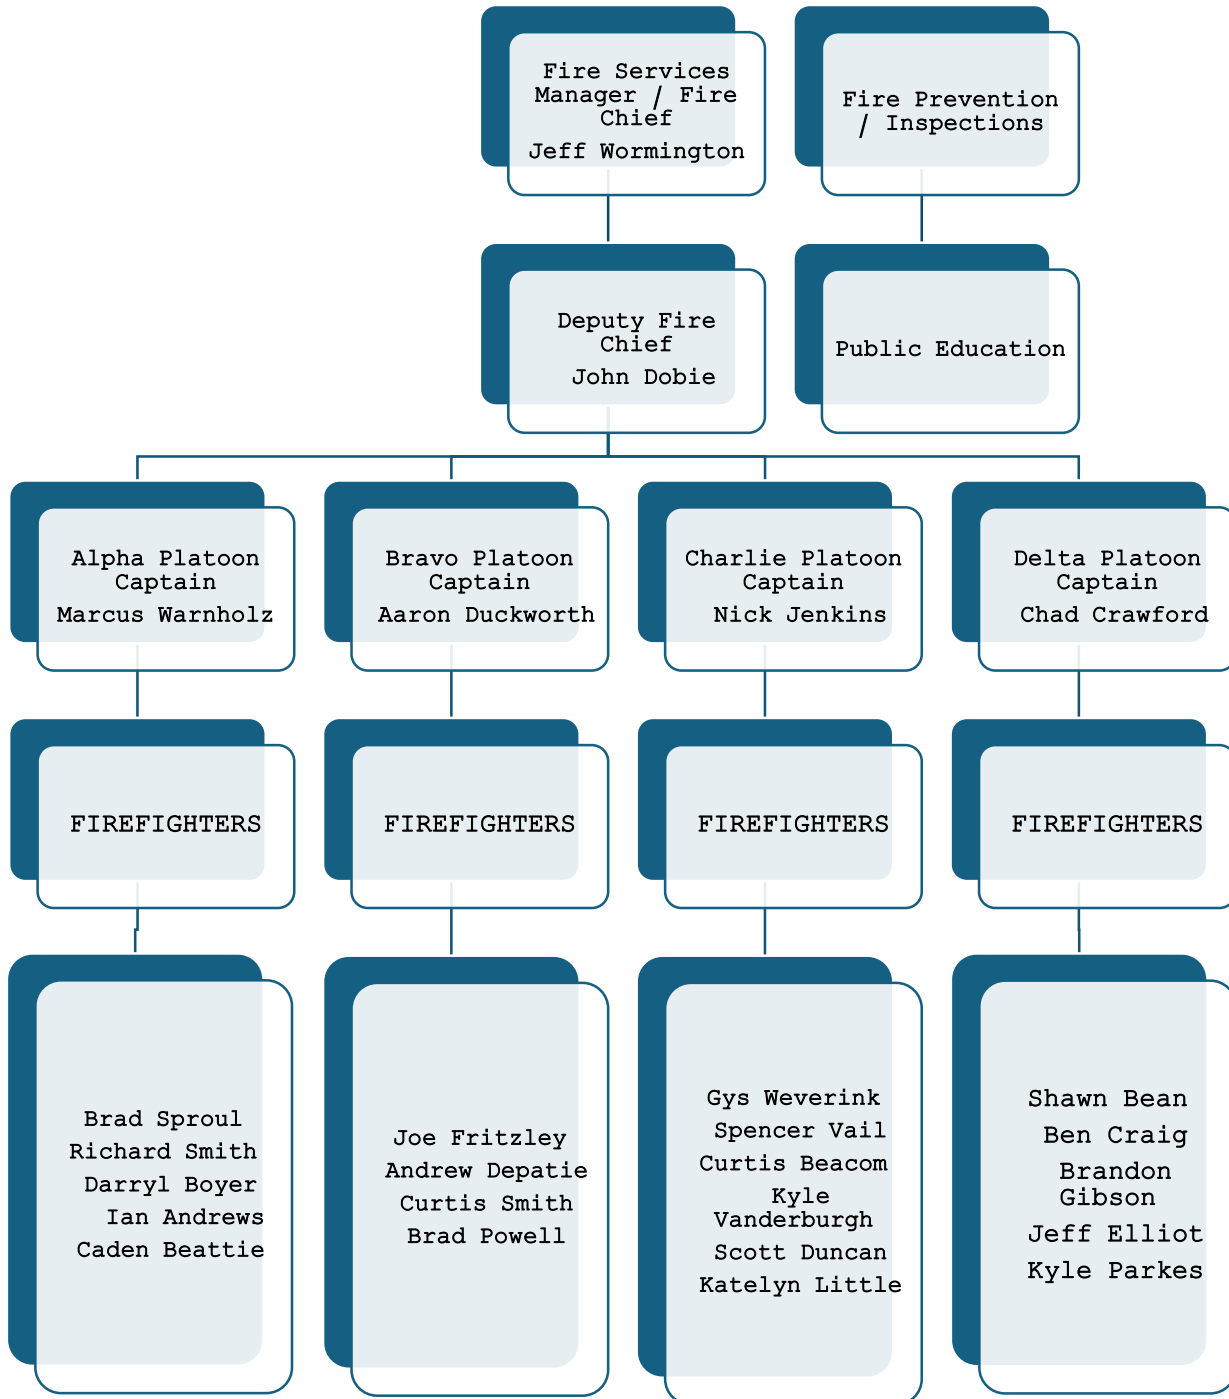 Fire Services
Manager / Fire
Chief
Jeff Wormington
Fire Prevention
/ Inspections
Deputy Fire
Chief
John Dobie
Public Education
Alpha Platoon
Captain
Marcus Warnholz
Bravo Platoon
Captain
Aaron Duckworth
Charlie Platoon
Captain
Nick Jenkins
Delta Platoon
Captain
Chad Crawford
FIREFIGHTERS
FIREFIGHTERS
FIREFIGHTERS
FIREFIGHTERS
Brad Sproul
Richard Smith
Darryl Boyer
Ian Andrews
Caden Beattie
Joe Fritzley
Andrew Depatie
Curtis Smith
Brad Powell
Gys Weverink
Spencer Vail
Curtis Beacom
Kyle
Vanderburgh
Scott Duncan
Katelyn Little
Shawn Bean
Ben Craig
Brandon
Gibson
Jeff Elliot
Kyle Parkes